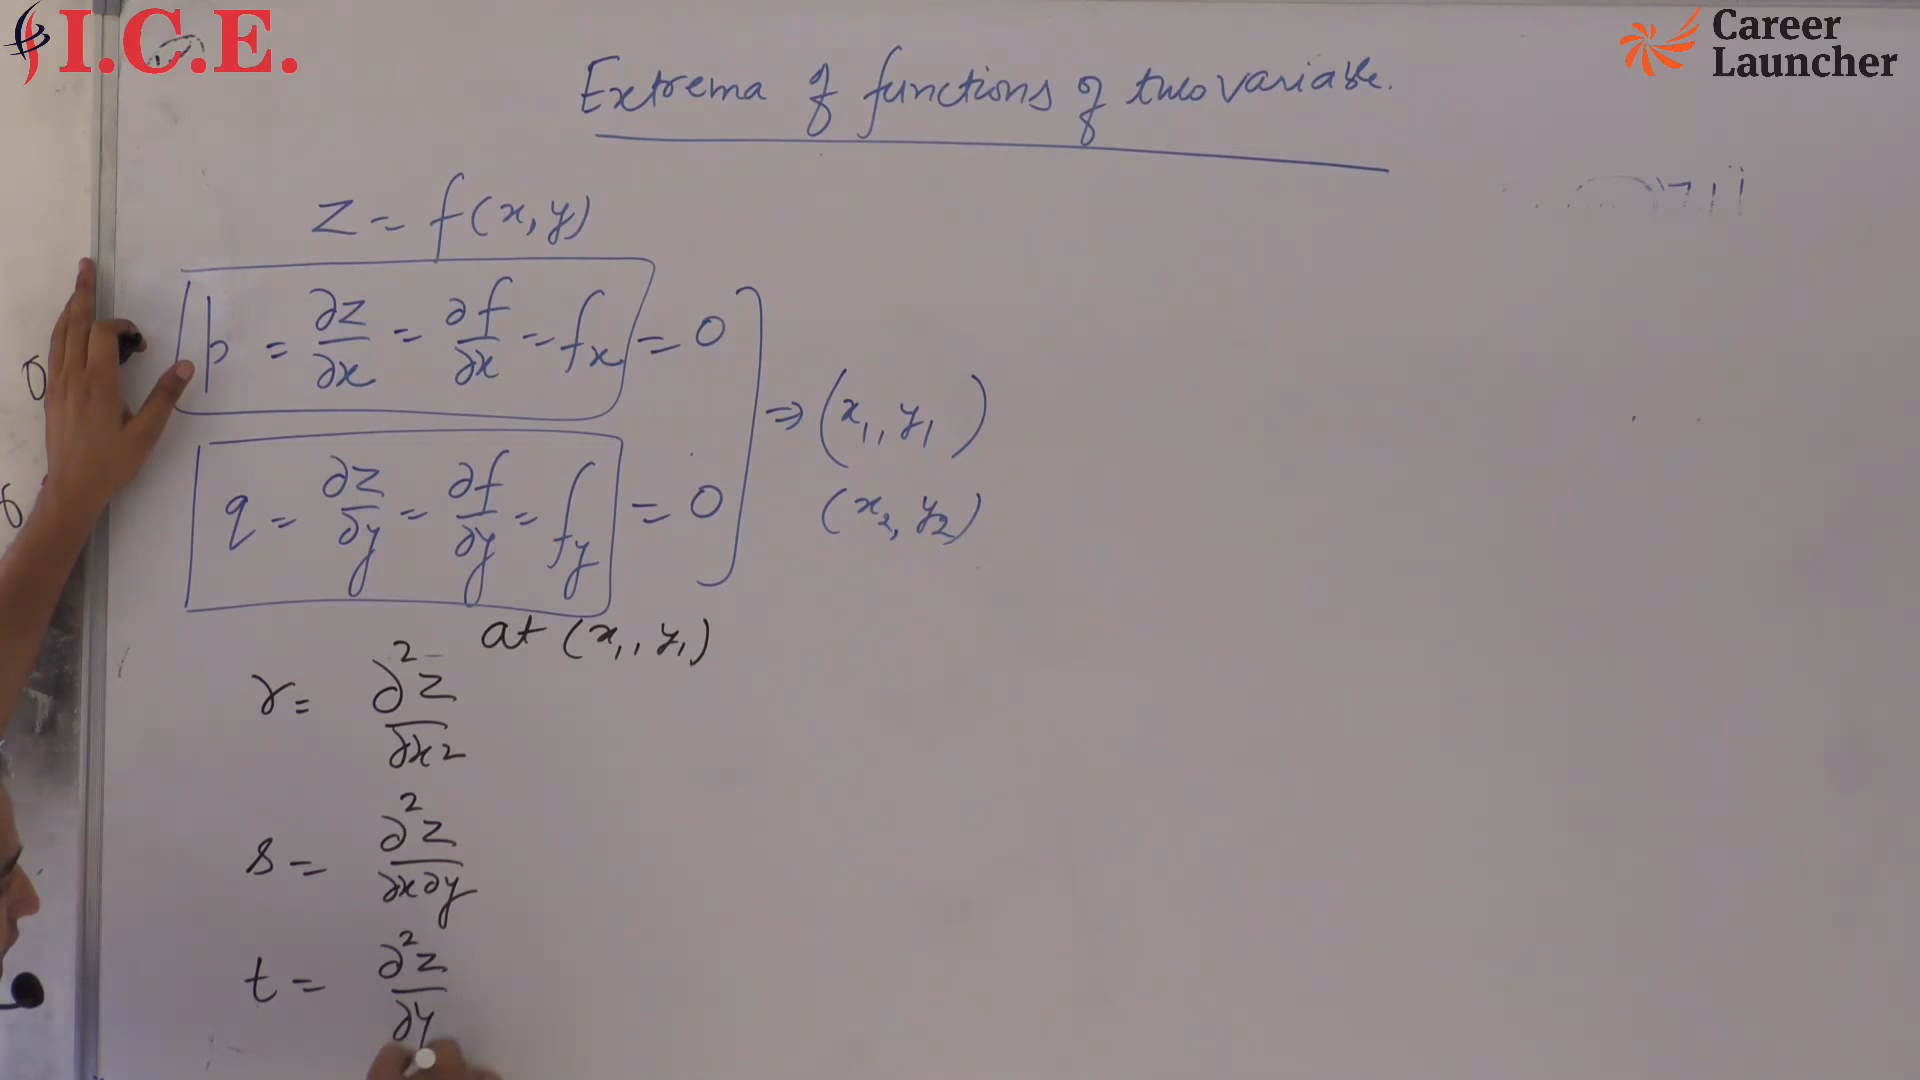 I.C.E.
Career
Launcher
Extrema of functions of two variable.
z = f(x, y)
p = ∂z/∂x = ∂f/∂x = fx = 0
⇒ (x₁, y₁)
q = ∂z/∂y = ∂f/∂y = fy = 0
(x₂, y₂)
at (x₁, y₁)
r = ∂²z/∂x²
s = ∂²z/∂x∂y
t = ∂²z/∂y